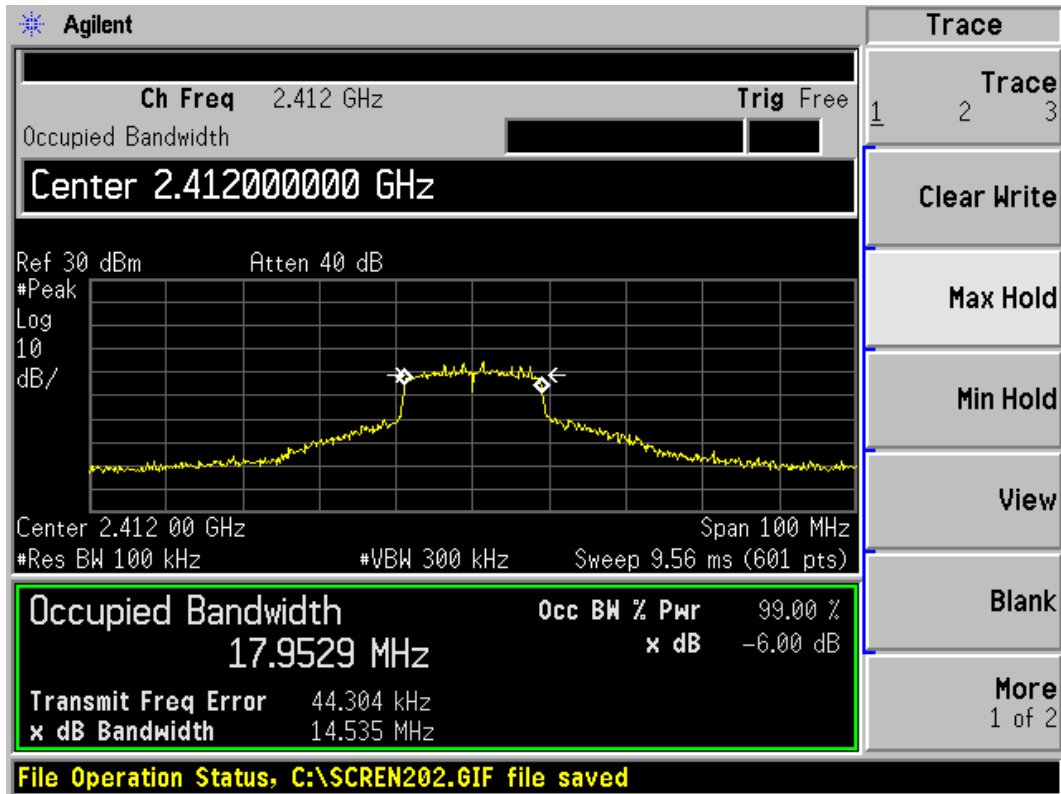 Agilent
Trace
Ch Freq 2.412 GHz Trig Free
Occupied Bandwidth
Center 2.412000000 GHz
Ref 30 dBm Atten 40 dB
#Peak
Log
10
dB/
Center 2.412 00 GHz Span 100 MHz
#Res BW 100 kHz #VBW 300 kHz Sweep 9.56 ms (601 pts)
Occupied Bandwidth
17.9529 MHz
Occ BW % Pwr 99.00 %
x dB -6.00 dB
Transmit Freq Error 44.304 kHz
x dB Bandwidth 14.535 MHz
File Operation Status, C:\SCREN202.GIF file saved
Trace
1 2 3
Clear Write
Max Hold
Min Hold
View
Blank
More
1 of 2